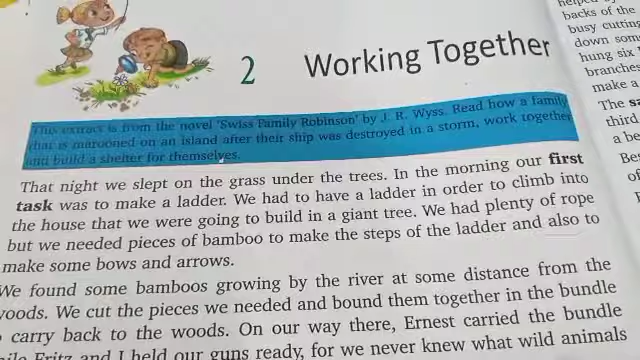 2 Working Together
This extract is from the novel 'Swiss Family Robinson' by J. R. Wyss. Read how a family
that is marooned on an island after their ship was destroyed in a storm, work together
and build a shelter for themselves.
That night we slept on the grass under the trees. In the morning our first
task was to make a ladder. We had to have a ladder in order to climb into
the house that we were going to build in a giant tree. We had plenty of rope
but we needed pieces of bamboo to make the steps of the ladder and also to
make some bows and arrows.
We found some bamboos growing by the river at some distance from the
woods. We cut the pieces we needed and bound them together in the bundle
carry back to the woods. On our way there, Ernest carried the bundle
Fritz and I held our guns ready, for we never knew what wild animals
helped
backs of the
busy cutting
down som
hung six
branches
make a
The
third
a be
Be
of